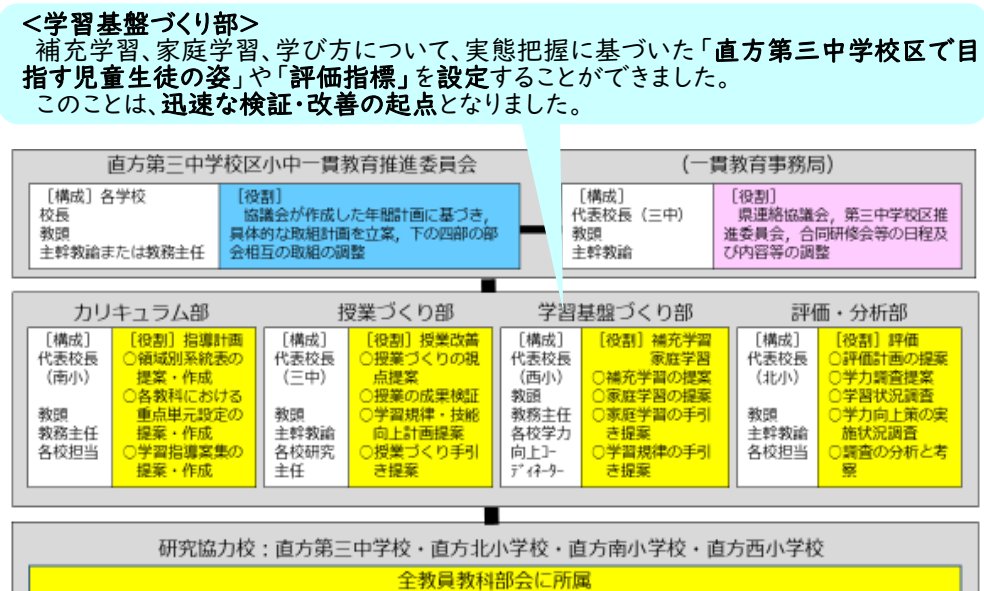 <学習基盤づくり部>
補充学習、家庭学習、学び方について、実態把握に基づいた「直方第三中学校区で目
指す児童生徒の姿」や「評価指標」を設定することができました。
このことは、迅速な検証・改善の起点となりました。
直方第三中学校区小中一貫教育推進委員会
［構成］各学校
校長
教頭
主幹教諭または教務主任
［役割］
協議会が作成した年間計画に基づき，
具体的な取組計画を立案，下の四部の部
会相互の取組の調整
(一貫教育事務局)
［構成］
代表校長（三中）
教頭
主幹教諭
［役割］
県連絡協議会，第三中学校区推
進委員会，合同研修会等の日程及
び内容等の調整
カリキュラム部
［構成］
代表校長
（南小）
教頭
教務主任
各校担当
［役割］指導計画
○領域別系統表の
提案・作成
○各教科における
重点単元設定の
提案・作成
○学習指導案集の
提案・作成
授業づくり部
［構成］
代表校長
（三中）
教頭
主幹教諭
各校研究
主任
［役割］授業改善
○授業づくりの視
点提案
○授業の成果検証
○学習規律・技能
向上計画提案
○授業づくり手引
き提案
学習基盤づくり部
［構成］
代表校長
（西小）
教頭
教務主任
各校学力
向上ｺｰ
ﾃﾞｨﾈｰﾀｰ
［役割］補充学習
家庭学習
○補充学習の提案
○家庭学習の提案
○家庭学習の手引
き提案
○学習規律の手引
き提案
評価・分析部
［構成］
代表校長
（北小）
教頭
主幹教諭
各校担当
［役割］評価
○評価計画の提案
○学力調査提案
○学習状況調査
○学力向上策の実
施状況調査
○調査の分析と考
察
研究協力校：直方第三中学校・直方北小学校・直方南小学校・直方西小学校
全教員教科部会に所属